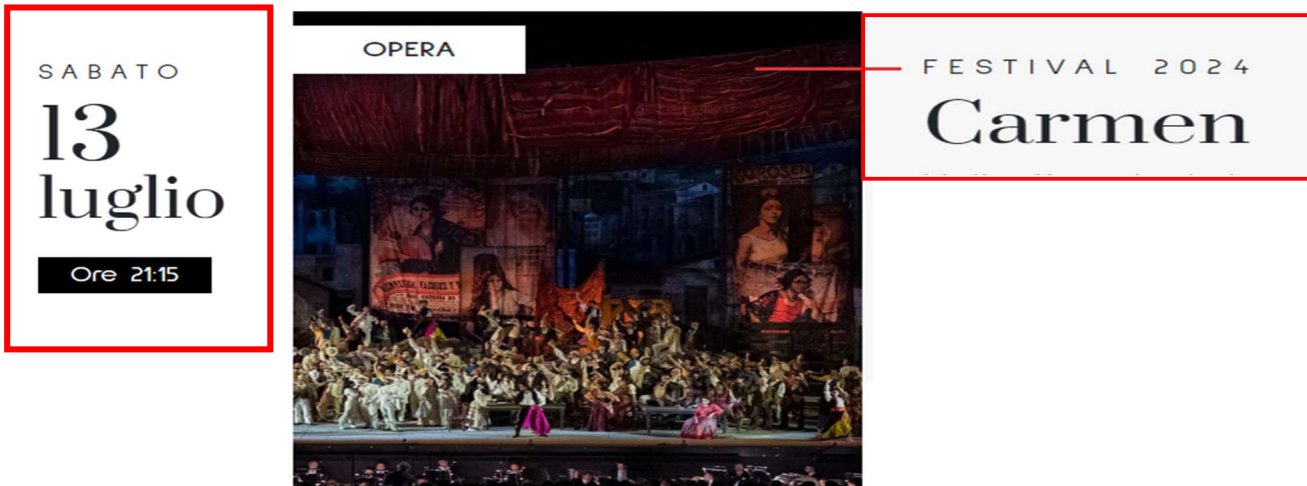 SABATO
13
luglio
Ore 21:15
OPERA
FESTIVAL 2024
Carmen